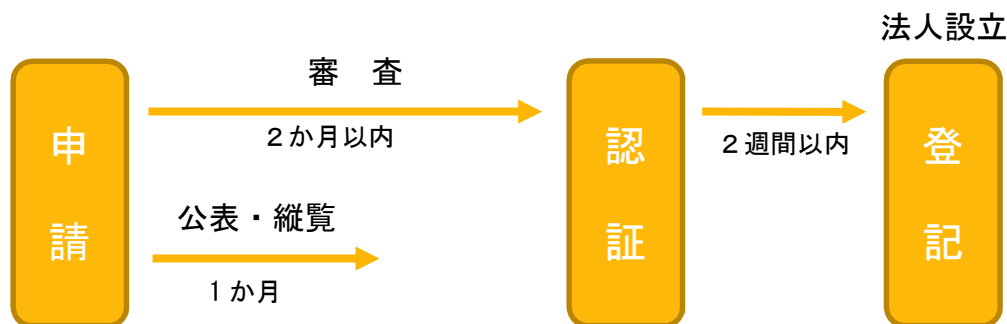 法人設立
申請
審　査
２か月以内
公表・縦覧
1か月
認証
２週間以内
登記